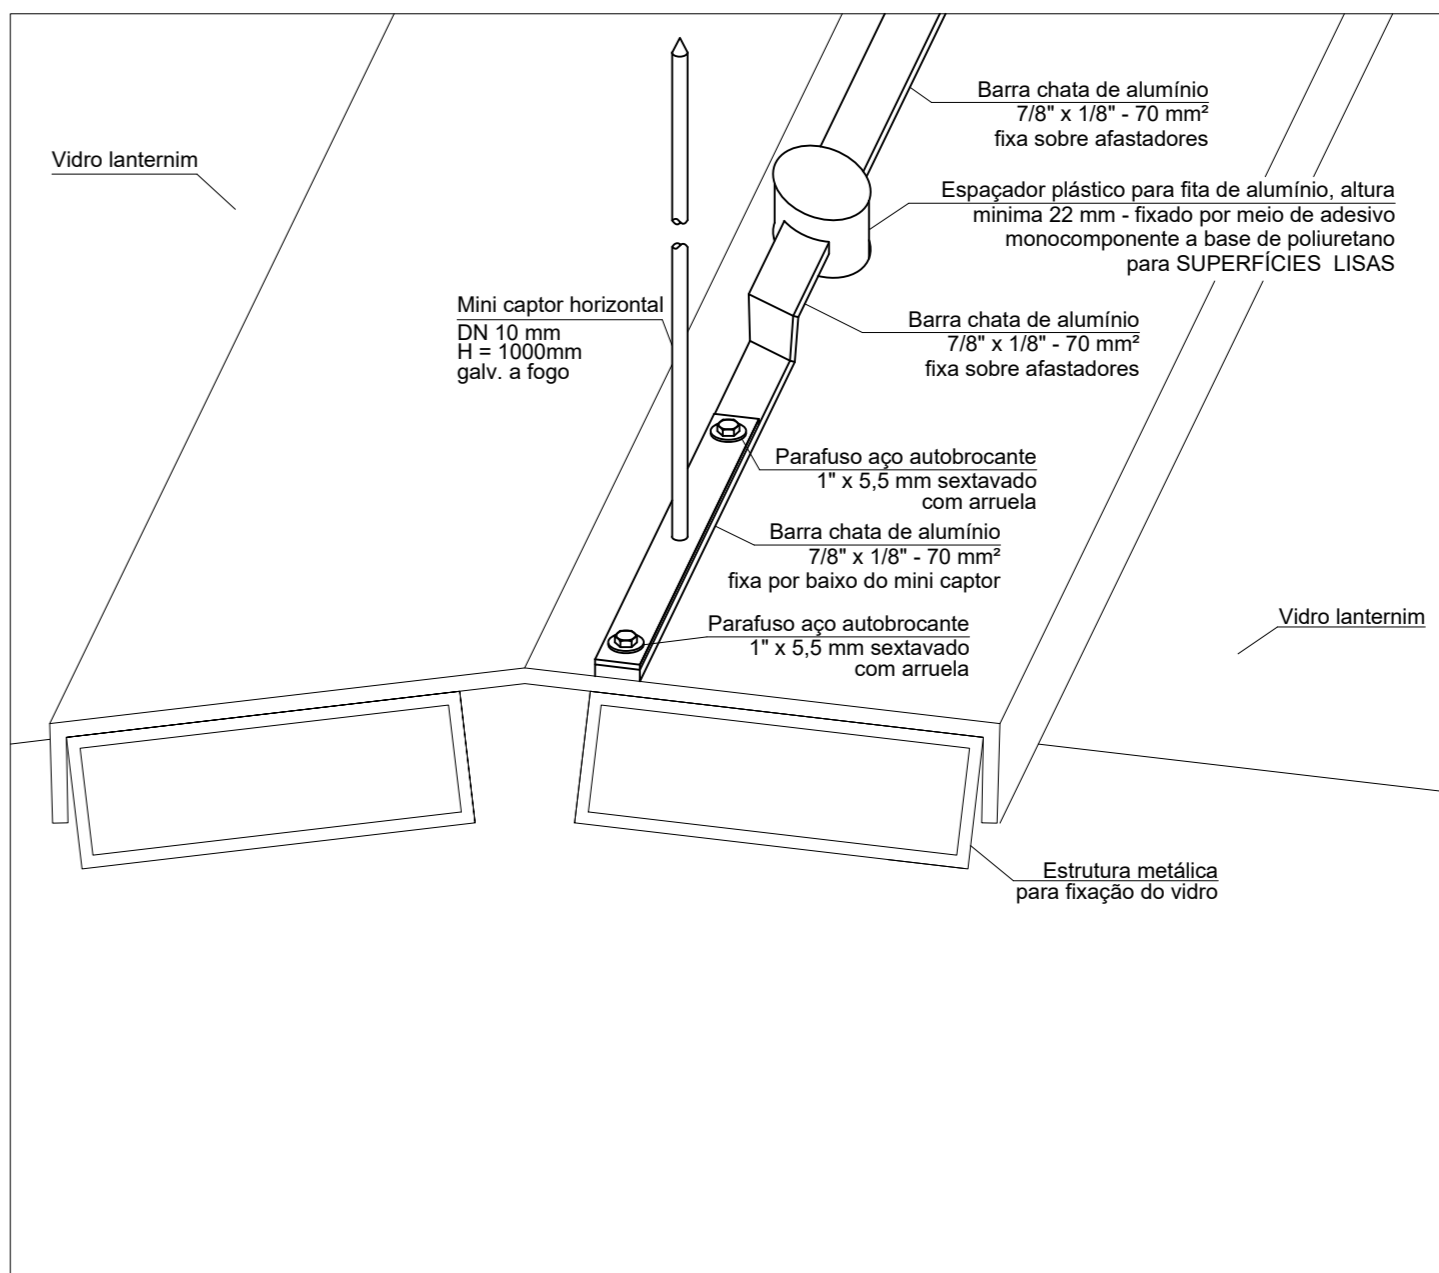 Barra chata de alumínio
7/8" x 1/8" - 70 mm²
fixa sobre afastadores
Vidro lanternim
Espaçador plástico para fita de alumínio, altura
minima 22 mm - fixado por meio de adesivo
monocomponente a base de poliuretano
para SUPERFÍCIES LISAS
Mini captor horizontal
DN 10 mm
H = 1000mm
galv. a fogo
Barra chata de alumínio
7/8" x 1/8" - 70 mm²
fixa sobre afastadores
Parafuso aço autobrocante
1" x 5,5 mm sextavado
com arruela
Barra chata de alumínio
7/8" x 1/8" - 70 mm²
fixa por baixo do mini captor
Parafuso aço autobrocante
1" x 5,5 mm sextavado
com arruela
Vidro lanternim
Estrutura metálica
para fixação do vidro